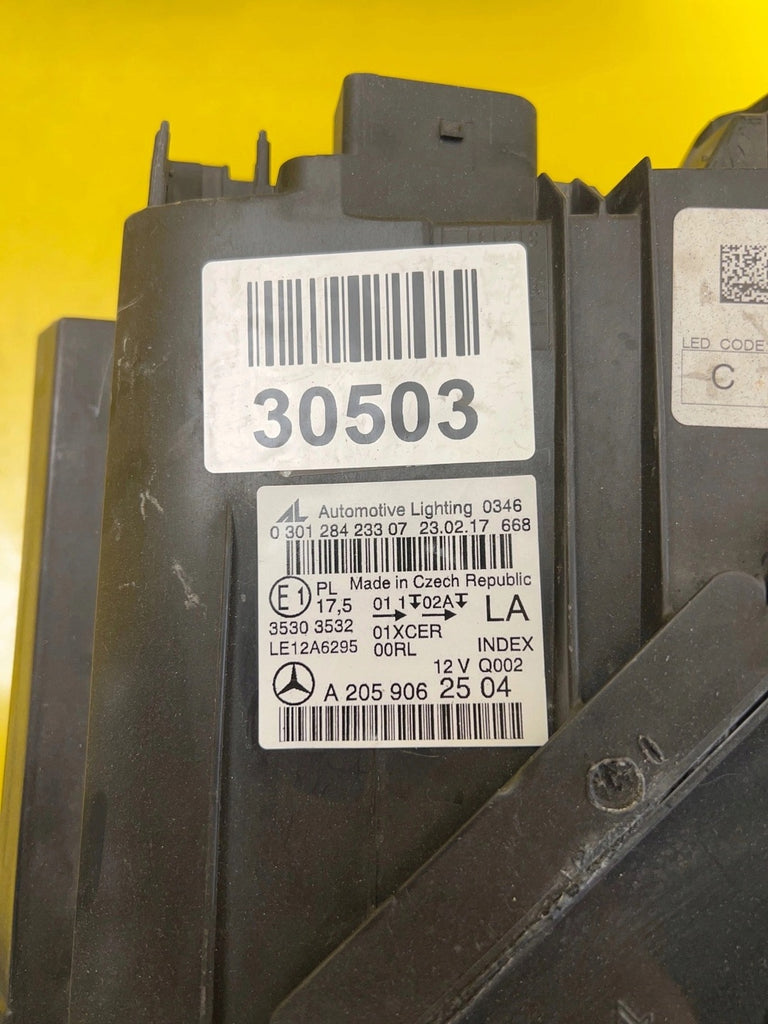 30503
AL Automotive Lighting 0346
0 301 284 233 07 23.02.17 668
Made in Czech Republic
E1 PL 17,5 01 1 02A LA
3530 3532 01XCER
LE12A6295 00RL INDEX
12 V Q002
A 205 906 25 04
LED CODE
C